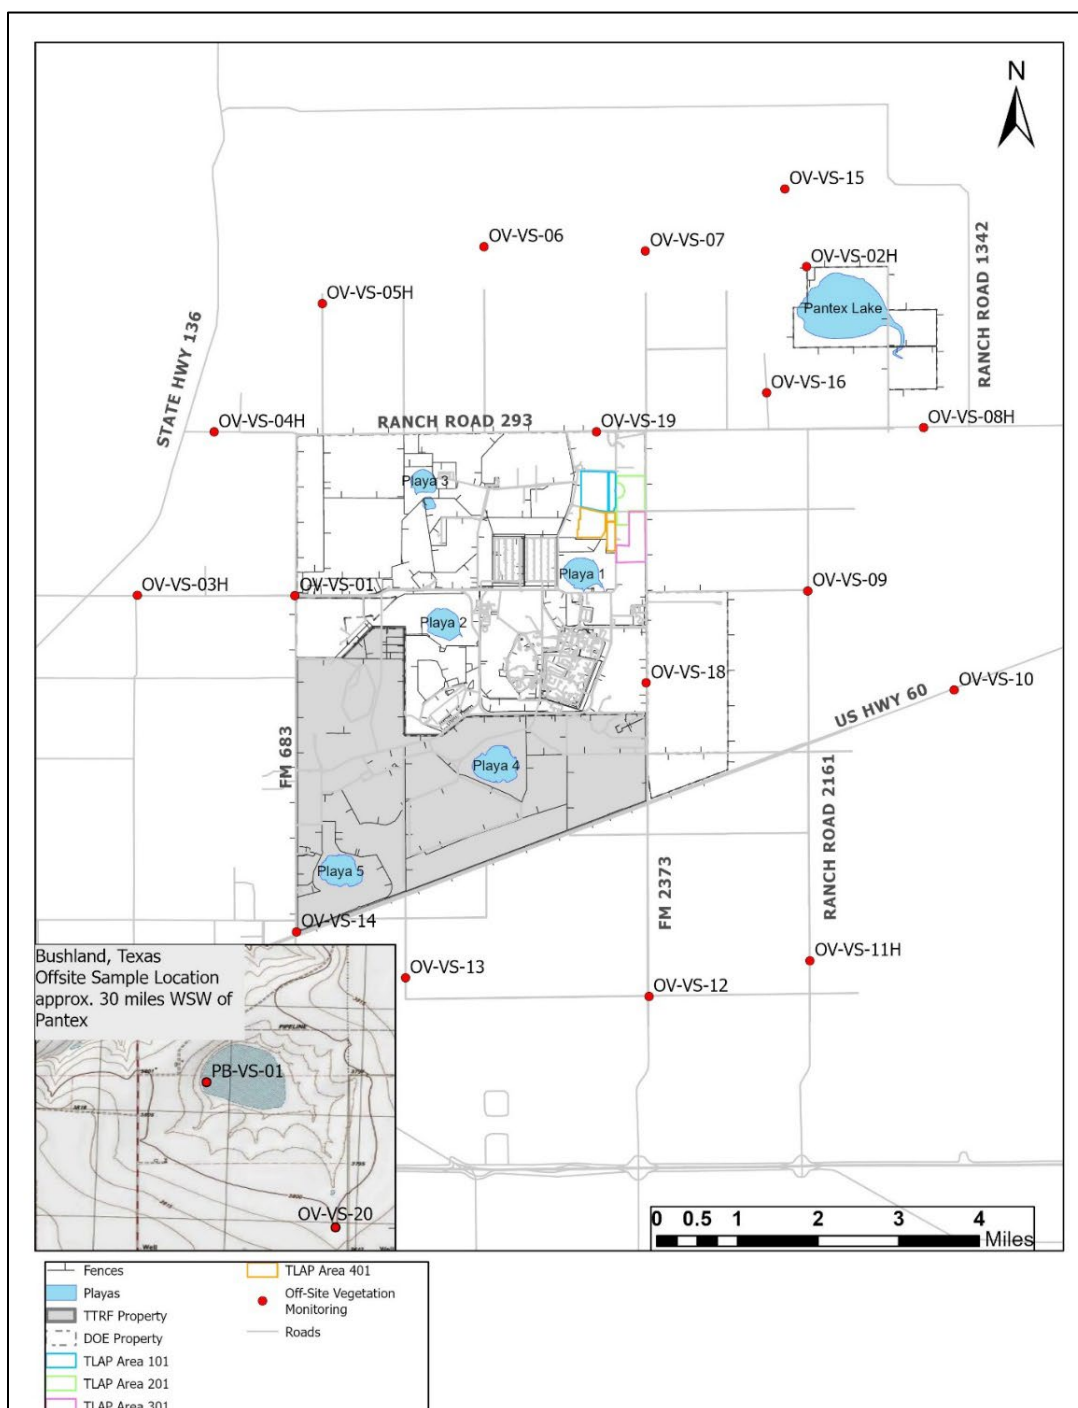 N
OV-VS-15
OV-VS-06
OV-VS-07
OV-VS-02H
OV-VS-05H
Pantex Lake
RANCH ROAD 1342
STATE HWY 136
OV-VS-16
OV-VS-04H
RANCH ROAD 293
OV-VS-19
OV-VS-08H
Playa 3
Playa 1
OV-VS-03H
OV-VS-01
OV-VS-09
Playa 2
OV-VS-18
OV-VS-10
US HWY 60
FM 683
Playa 4
RANCH ROAD 2161
Playa 5
FM 2373
OV-VS-14
OV-VS-13
OV-VS-11H
OV-VS-12
Bushland, Texas
Offsite Sample Location
approx. 30 miles WSW of
Pantex
PIPELINE
PB-VS-01
OV-VS-20
Well
0 0.5 1 2 3 4
Miles
Fences
Playas
TTRF Property
DOE Property
TLAP Area 101
TLAP Area 201
TLAP Area 301
TLAP Area 401
Off-Site Vegetation
Monitoring
Roads